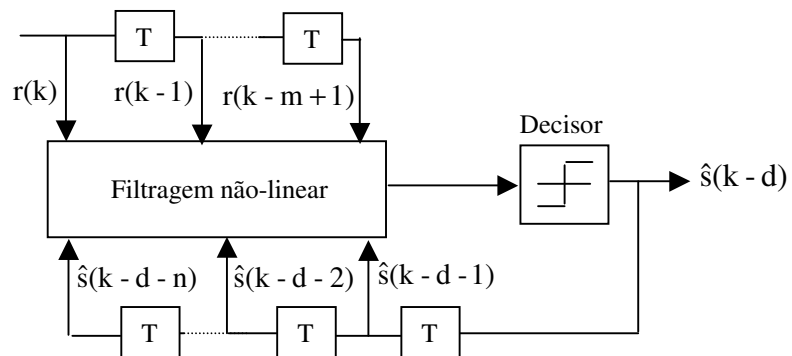 T
T
r(k)
r(k - 1)
r(k - m + 1)
Decisor
Filtragem não-linear
ŝ(k - d)
ŝ(k - d - n)
ŝ(k - d - 2)
ŝ(k - d - 1)
T
T
T